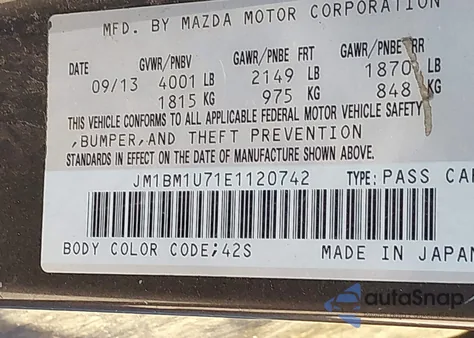 MFD. BY MAZDA MOTOR CORPORATION
DATE GVWR/PNBV GAWR/PNBE FRT GAWR/PNBE RR
09/13 4001 LB 2149 LB 1870 LB
1815 KG 975 KG 848 KG
THIS VEHICLE CONFORMS TO ALL APPLICABLE FEDERAL MOTOR VEHICLE SAFETY
,BUMPER,AND THEFT PREVENTION
STANDARDS IN EFFECT ON THE DATE OF MANUFACTURE SHOWN ABOVE.
JM1BM1U71E1120742 TYPE: PASS CAR
BODY COLOR CODE;42S MADE IN JAPAN
autoSnap